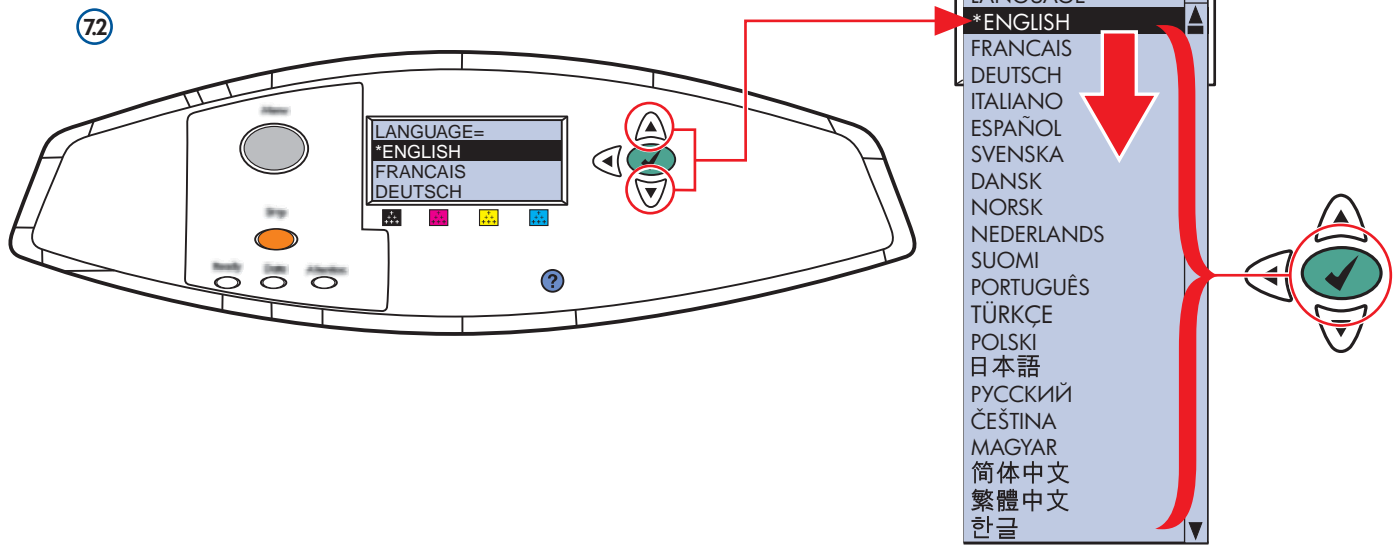 7.2
LANGUAGE=
*ENGLISH
FRANCAIS
DEUTSCH
?
LANGUAGE
*ENGLISH
FRANCAIS
DEUTSCH
ITALIANO
ESPAÑOL
SVENSKA
DANSK
NORSK
NEDERLANDS
SUOMI
PORTUGUÊS
TÜRKÇE
POLSKI
日本語
РУССКИЙ
ČEŠTINA
MAGYAR
简体中文
繁體中文
한글